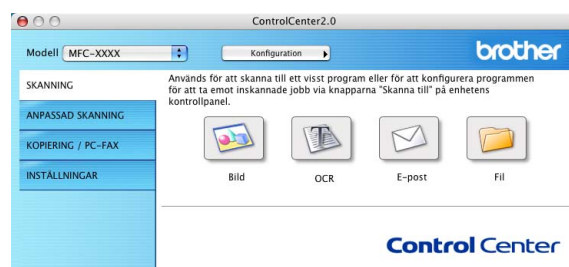 ControlCenter2.0
Modell MFC-XXXX Konfiguration brother
SKANNING
ANPASSAD SKANNING
KOPIERING / PC-FAX
INSTÄLLNINGAR
Används för att skanna till ett visst program eller för att konfigurera programmen
för att ta emot inskannade jobb via knapparna "Skanna till" på enhetens
kontrollpanel.
Bild OCR E-post Fil
Control Center